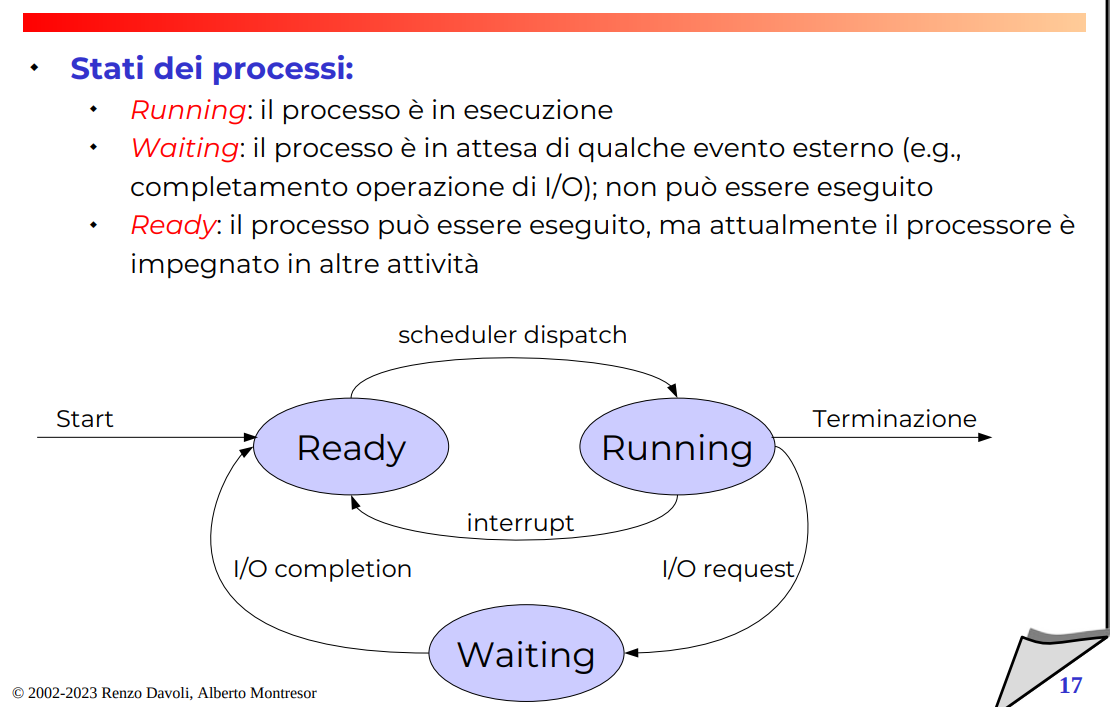 Stati dei processi:
Running: il processo è in esecuzione
Waiting: il processo è in attesa di qualche evento esterno (e.g.,
completamento operazione di I/O); non può essere eseguito
Ready: il processo può essere eseguito, ma attualmente il processore è
impegnato in altre attività
scheduler dispatch
Start
Terminazione
Ready
Running
interrupt
I/O completion
I/O request
Waiting
© 2002-2023 Renzo Davoli, Alberto Montresor
17